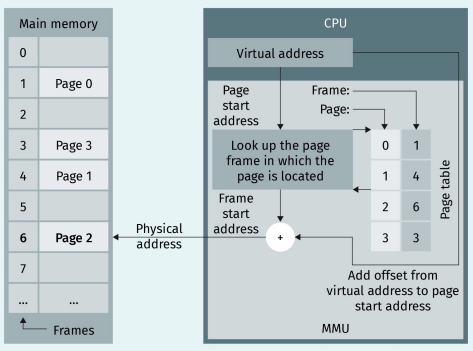 Main memory
0
1 Page 0
2
3 Page 3
4 Page 1
5
6 Page 2
7
... ...
Frames
Physical
address
CPU
Virtual address
Page
start
address
Frame:
Page:
Look up the page
frame in which the
page is located
0 1
1 4
2 6
3 3
Page table
Frame
start
address
+
Add offset from
virtual address to page
start address
MMU